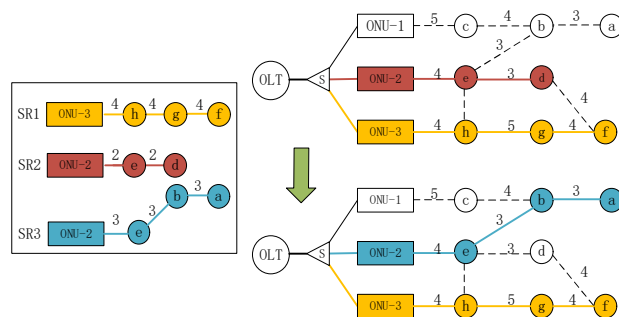 5 4 3
ONU-1 c b a
3
OLT S ONU-2 4 e 3 d
4
ONU-3 4 h 5 g 4 f
SR1 ONU-3 4 h 4 g 4 f
SR2 ONU-2 2 e 2 d
SR3 ONU-2 3 e 3 b 3 a
5 4 3
ONU-1 c b a
3
OLT S ONU-2 4 e 3 d
4
ONU-3 4 h 5 g 4 f